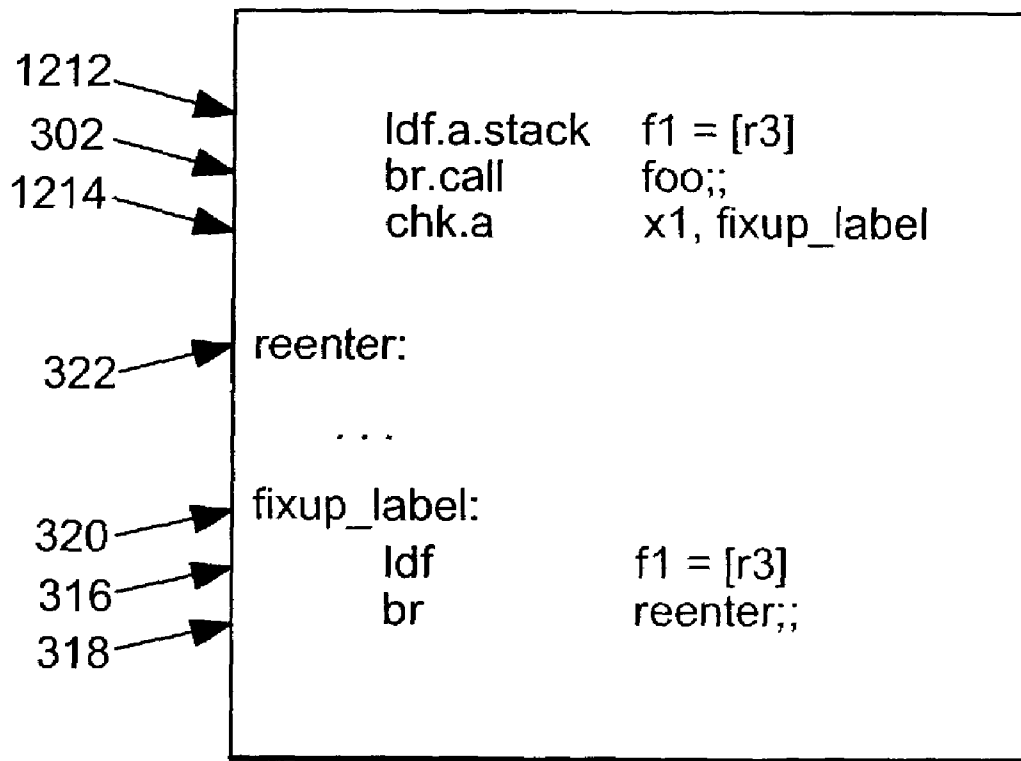 1212
ldf.a.stack f1 = [r3]
302
br.call foo;;
1214
chk.a x1, fixup_label
322
reenter:
. . .
320
fixup_label:
316
ldf f1 = [r3]
318
br reenter;;